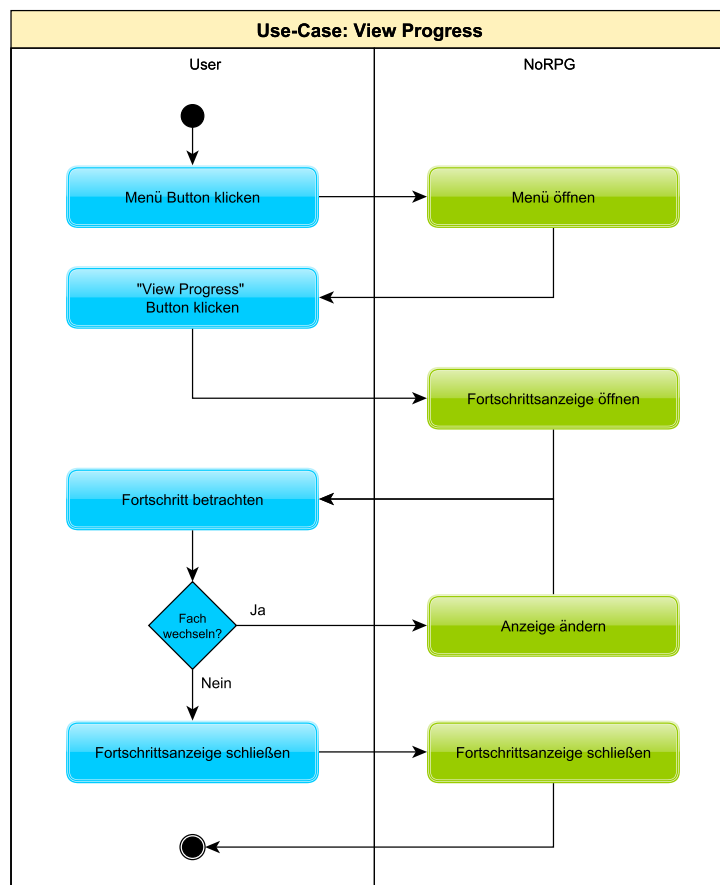 Use-Case: View Progress
User
NoRPG
Menü Button klicken
Menü öffnen
"View Progress"
Button klicken
Fortschrittsanzeige öffnen
Fortschritt betrachten
Fach
wechseln?
Ja
Anzeige ändern
Nein
Fortschrittsanzeige schließen
Fortschrittsanzeige schließen